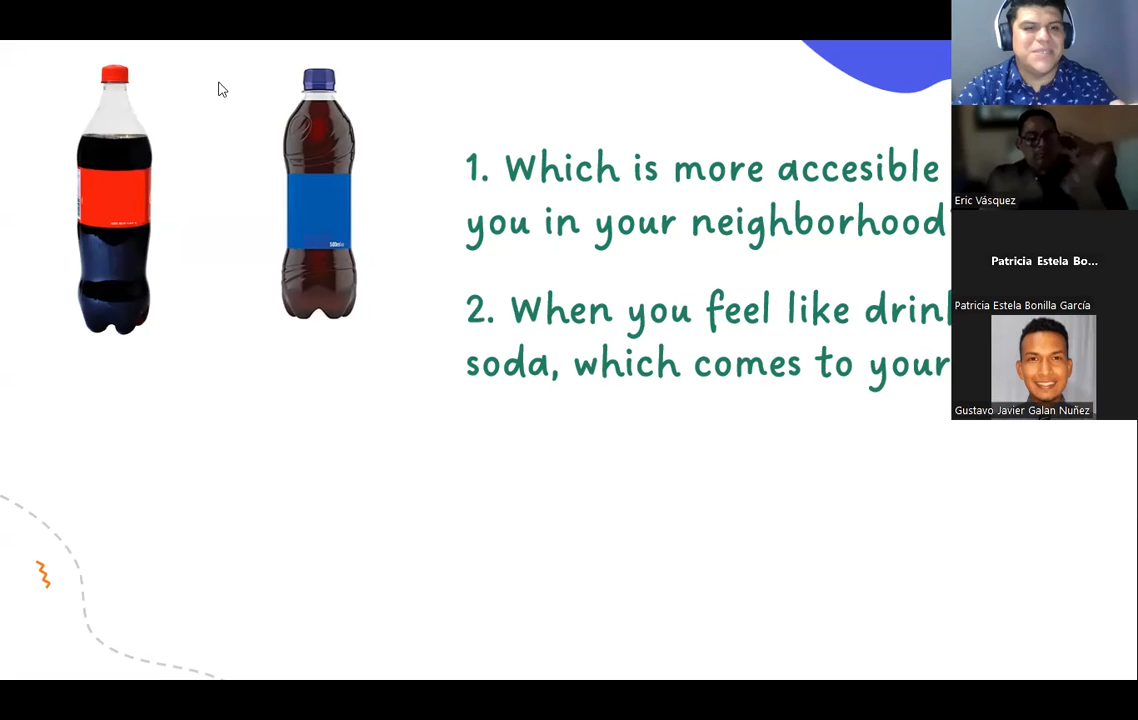 1. Which is more accesible
you in your neighborhood
2. When you feel like drin
soda, which comes to your
Eric Vásquez
Patricia Estela Bo...
Patricia Estela Bonilla García
Gustavo Javier Galan Nuñez